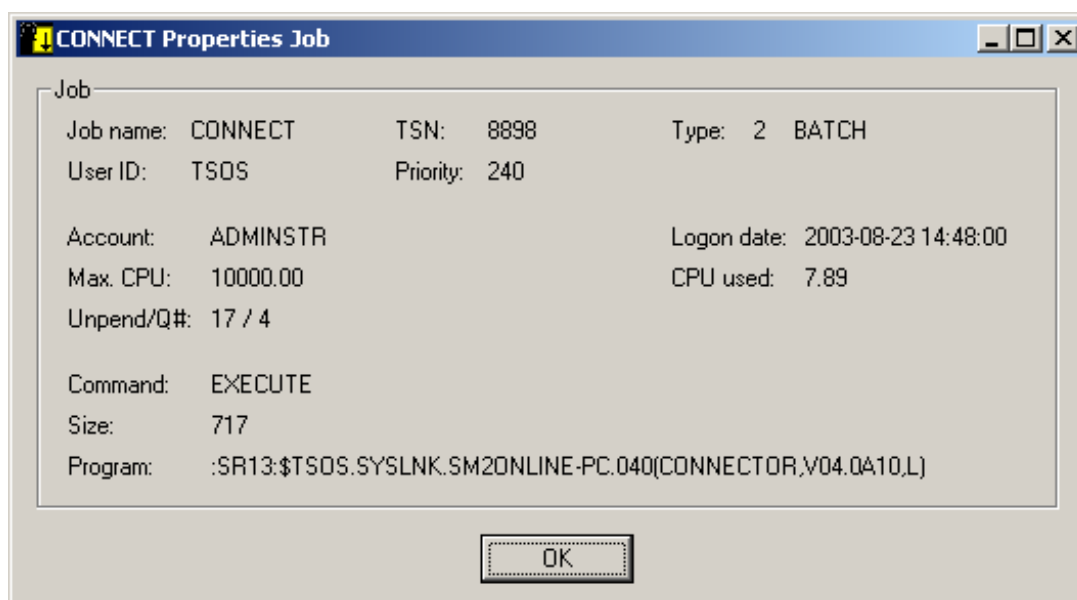 CONNECT Properties Job
Job
Job name: CONNECT TSN: 8898 Type: 2 BATCH
User ID: TSOS Priority: 240
Account: ADMINSTR Logon date: 2003-08-23 14:48:00
Max. CPU: 10000.00 CPU used: 7.89
Unpend/Q#: 17 / 4
Command: EXECUTE
Size: 717
Program: :SR13:$TSOS.SYSLNK.SM2ONLINE-PC.040(CONNECTOR,V04.0A10,L)
OK